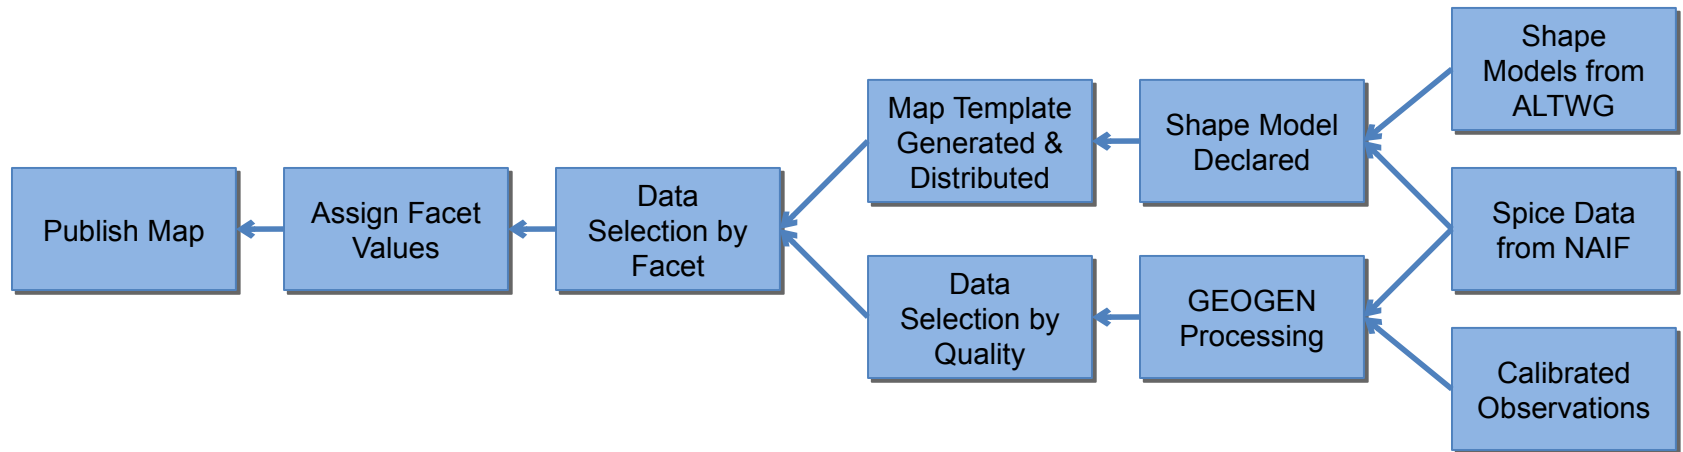 Publish Map
Assign Facet
Values
Data
Selection by
Facet
Map Template
Generated &
Distributed
Data
Selection by
Quality
Shape Model
Declared
GEOGEN
Processing
Shape
Models from
ALTWG
Spice Data
from NAIF
Calibrated
Observations